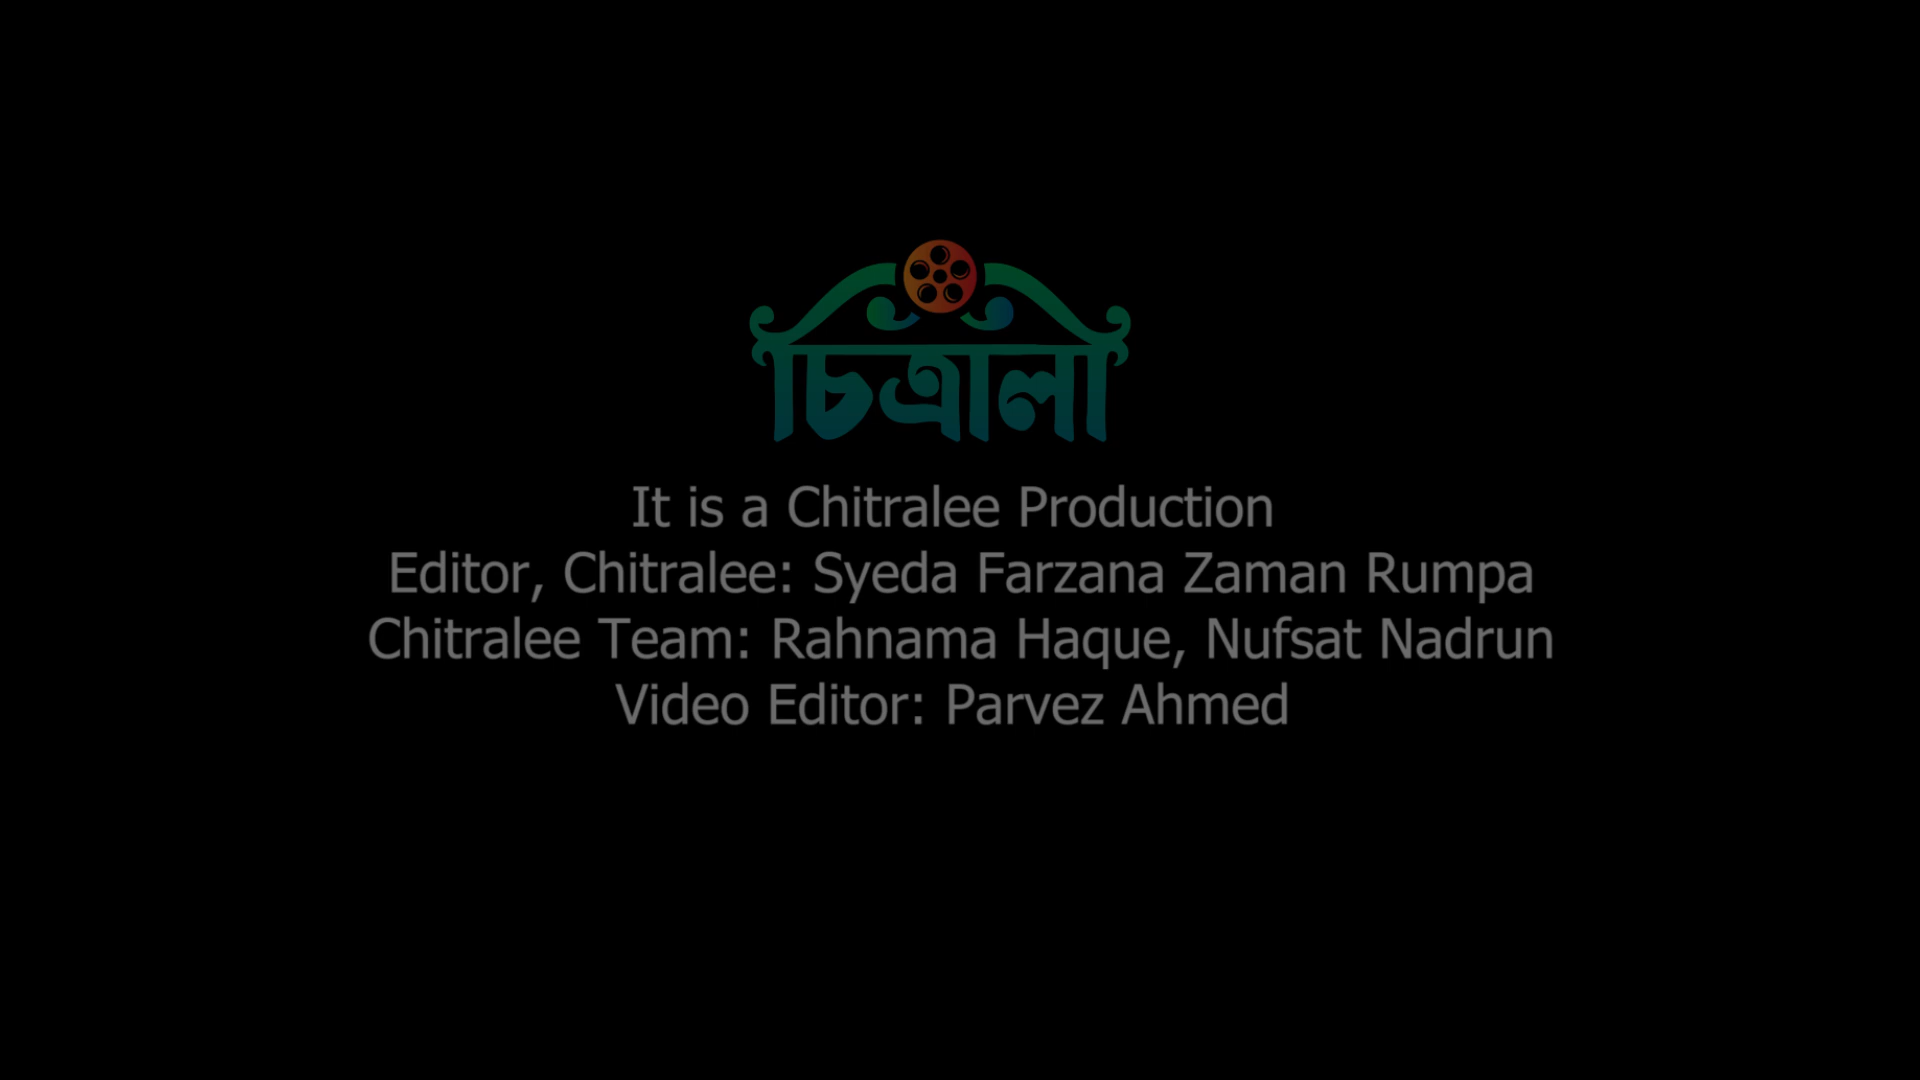 চিত্রালী
It is a Chitralee Production
Editor, Chitralee: Syeda Farzana Zaman Rumpa
Chitralee Team: Rahnama Haque, Nufsat Nadrun
Video Editor: Parvez Ahmed